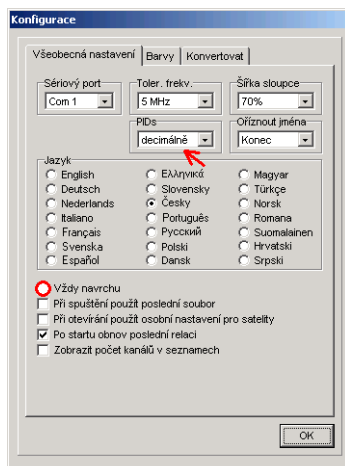 Konfigurace
Všeobecná nastavení Barvy Konvertovat
Sériový port Toler. frekv. Šířka sloupce
Com 1 5 MHz 70%
PIDs Oříznout jména
decimálně Konec
Jazyk
English Ελληνικά Magyar
Deutsch Slovensky Türkçe
Nederlands Česky Norsk
Italiano Português Romana
Français Русский Suomalainen
Svenska Polski Hrvatski
Español Dansk Srpski
Vždy navrchu
Při spuštění použít poslední soubor
Při otevírání použít osobní nastavení pro satelity
Po startu obnov poslední relaci
Zobrazit počet kanálů v seznamech
OK